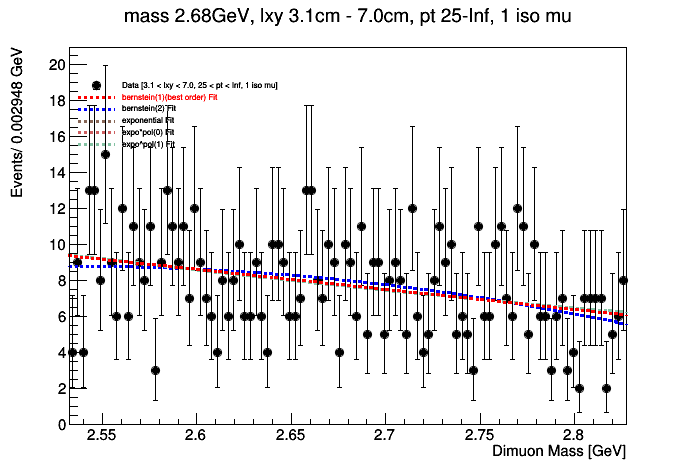 mass 2.68GeV, lxy 3.1cm - 7.0cm, pt 25-Inf, 1 iso mu
Events/ 0.002948 GeV
20
18
16
14
12
10
8
6
4
2
0
Data [3.1 < lxy < 7.0, 25 < pt < Inf, 1 iso mu]
bernstein(1)(best order) Fit
bernstein(2) Fit
exponential Fit
expo*pol(0) Fit
expo*pol(1) Fit
2.55 2.6 2.65 2.7 2.75 2.8
Dimuon Mass [GeV]